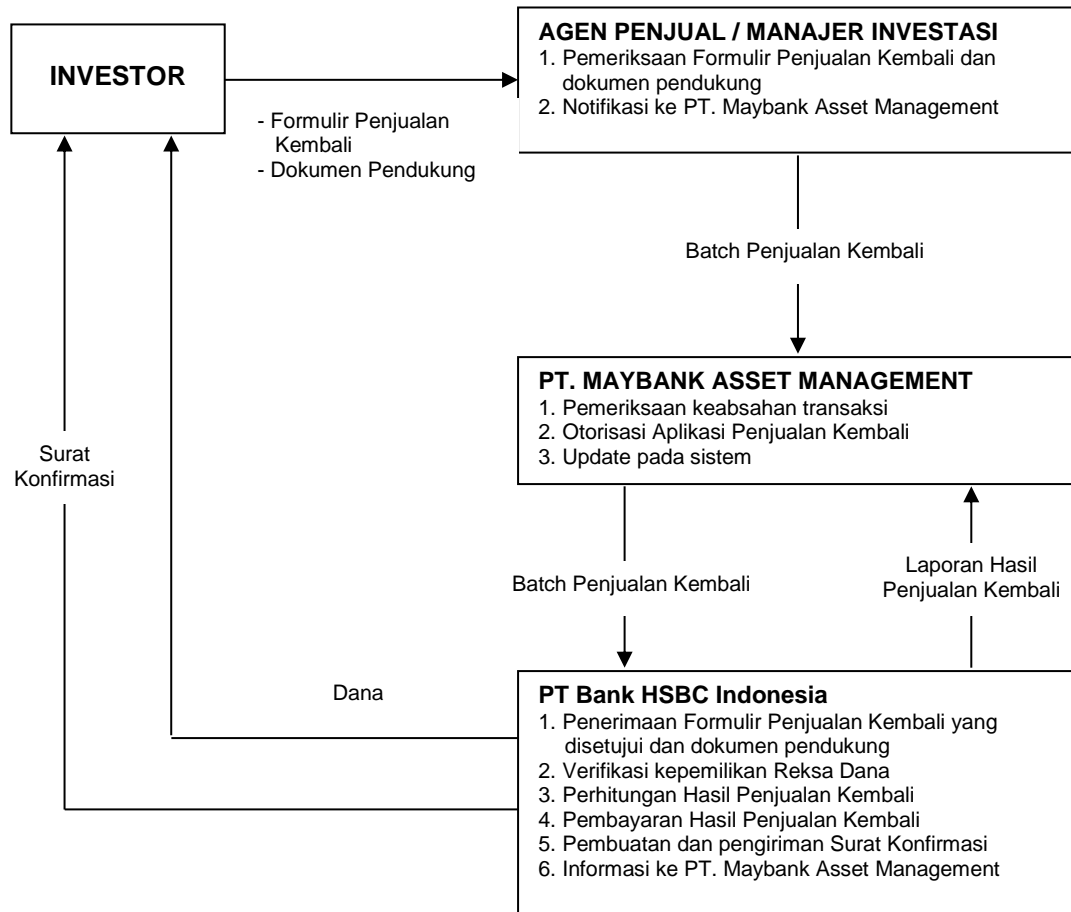 INVESTOR
AGEN PENJUAL / MANAJER INVESTASI
1. Pemeriksaan Formulir Penjualan Kembali dan
dokumen pendukung
2. Notifikasi ke PT. Maybank Asset Management
- Formulir Penjualan
Kembali
- Dokumen Pendukung
Batch Penjualan Kembali
PT. MAYBANK ASSET MANAGEMENT
1. Pemeriksaan keabsahan transaksi
2. Otorisasi Aplikasi Penjualan Kembali
3. Update pada sistem
Surat
Konfirmasi
Batch Penjualan Kembali
Laporan Hasil
Penjualan Kembali
Dana
PT Bank HSBC Indonesia
1. Penerimaan Formulir Penjualan Kembali yang
disetujui dan dokumen pendukung
2. Verifikasi kepemilikan Reksa Dana
3. Perhitungan Hasil Penjualan Kembali
4. Pembayaran Hasil Penjualan Kembali
5. Pembuatan dan pengiriman Surat Konfirmasi
6. Informasi ke PT. Maybank Asset Management